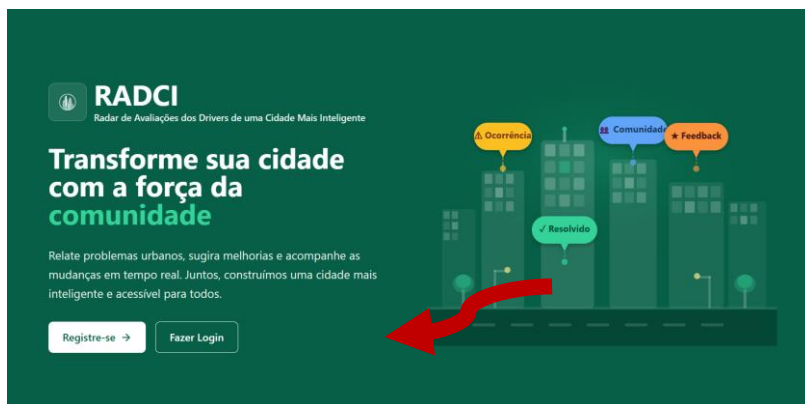 RADCI
Radar de Avaliações dos Drivers de uma Cidade Mais Inteligente
Transforme sua cidade
com a força da
comunidade
Relate problemas urbanos, sugira melhorias e acompanhe as
mudanças em tempo real. Juntos, construímos uma cidade mais
inteligente e acessível para todos.
Registre-se →
Fazer Login
⚠ Ocorrência
👥 Comunidade
★ Feedback
✓ Resolvido